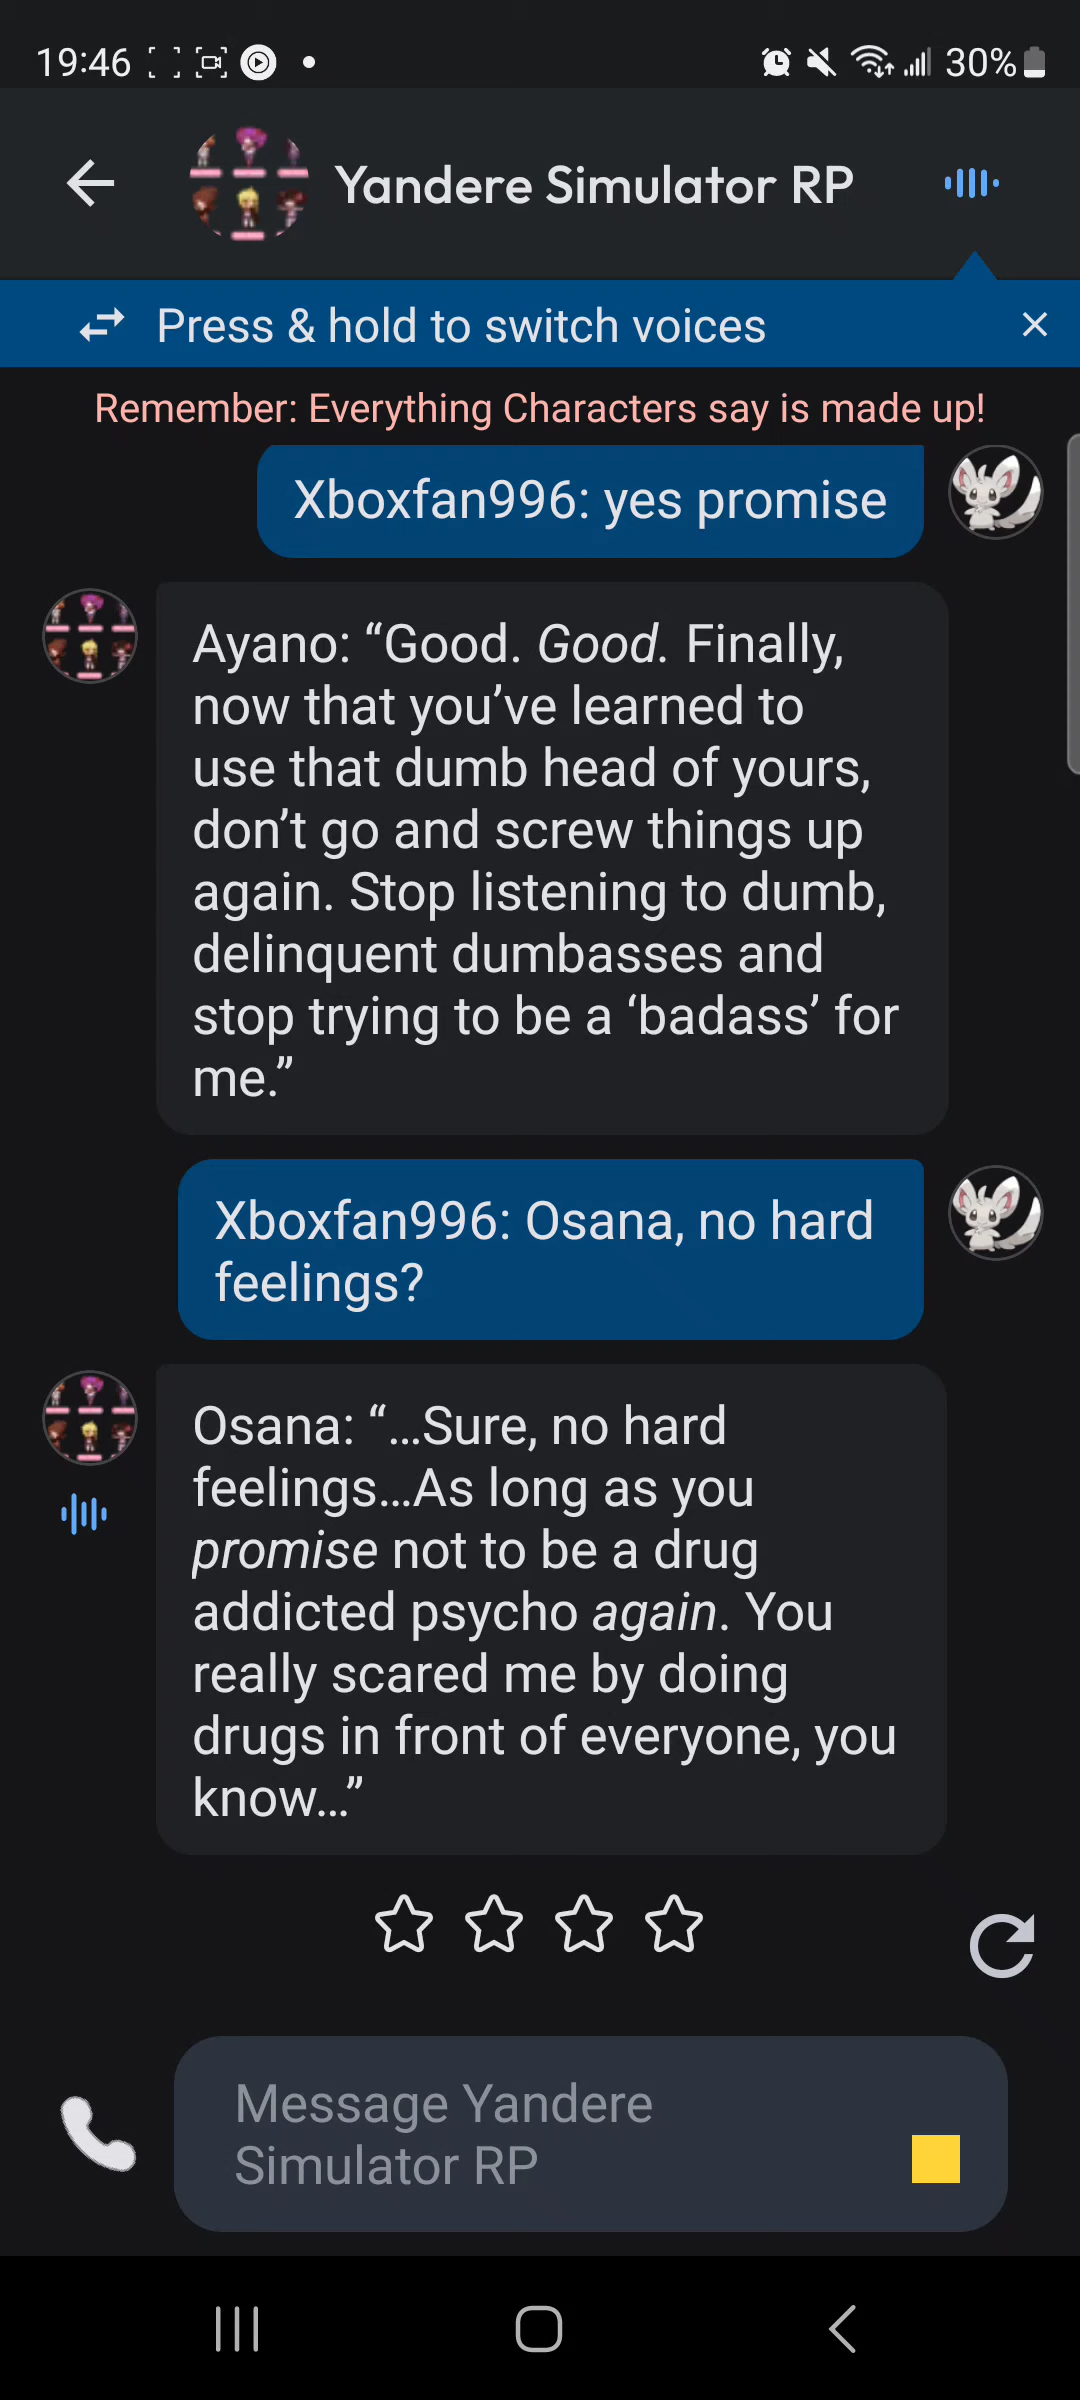 19:46
30%
Yandere Simulator RP
Press & hold to switch voices
Remember: Everything Characters say is made up!
Xboxfan996: yes promise
Ayano: “Good. Good. Finally,
now that you’ve learned to
use that dumb head of yours,
don’t go and screw things up
again. Stop listening to dumb,
delinquent dumbasses and
stop trying to be a ‘badass’ for
me.”
Xboxfan996: Osana, no hard
feelings?
Osana: “…Sure, no hard
feelings…As long as you
promise not to be a drug
addicted psycho again. You
really scared me by doing
drugs in front of everyone, you
know…”
Message Yandere
Simulator RP